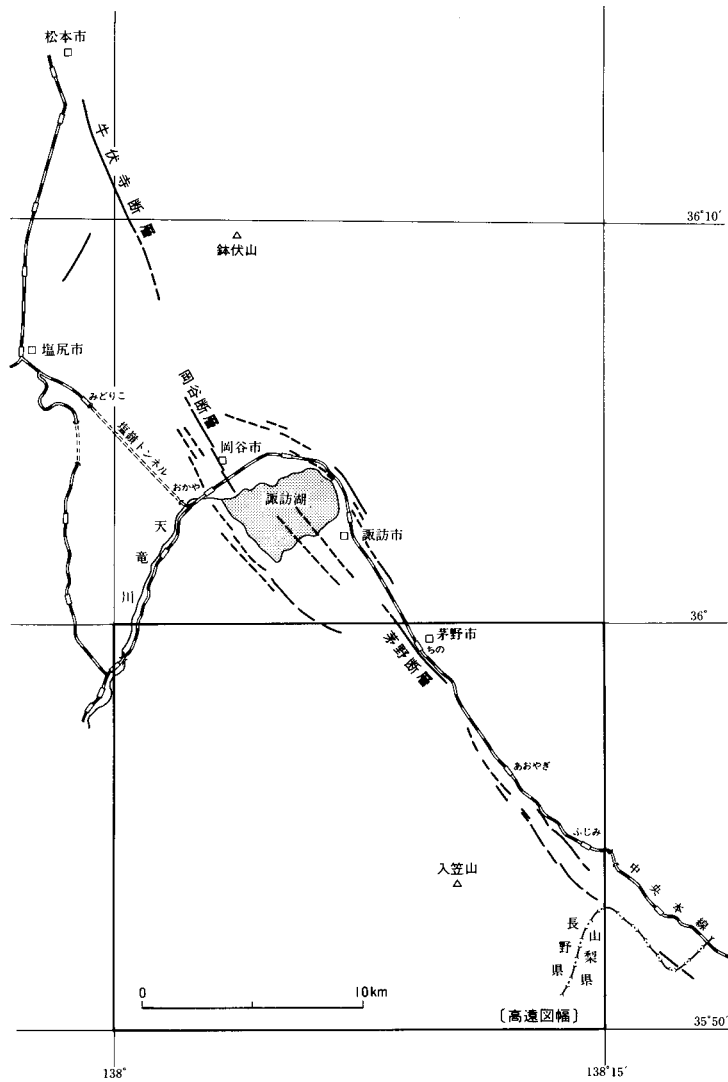 松本市
牛伏寺断層
36°10′
鉢伏山
塩尻市
みどりこ
岡谷断層
塩嶺トンネル
岡谷市
おかや
諏訪湖
天竜川
諏訪市
36°
茅野市
ちの
茅野断層
あおやぎ
ふじみ
入笠山
中央本線
長野県
山梨県
0 10km
〔高遠図幅〕
35°50′
138°
138°15′